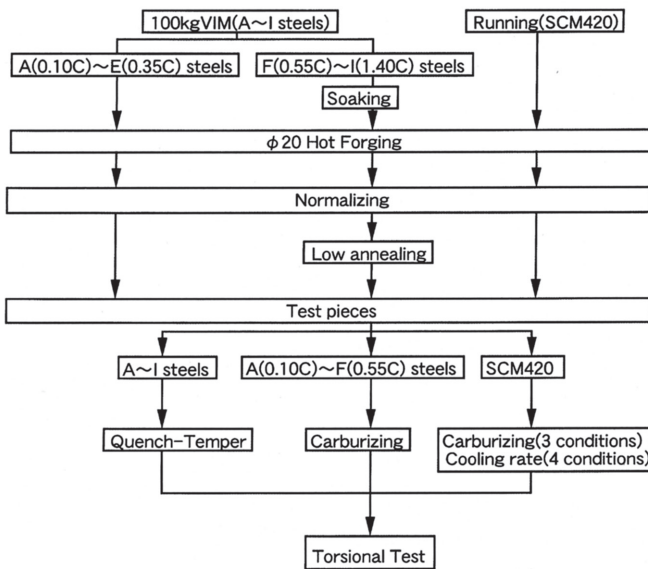 100kgVIM(A～I steels)
Running(SCM420)
A(0.10C)～E(0.35C) steels
F(0.55C)～I(1.40C) steels
Soaking
φ20 Hot Forging
Normalizing
Low annealing
Test pieces
A～I steels
A(0.10C)～F(0.55C) steels
SCM420
Quench-Temper
Carburizing
Carburizing(3 conditions)
Cooling rate(4 conditions)
Torsional Test